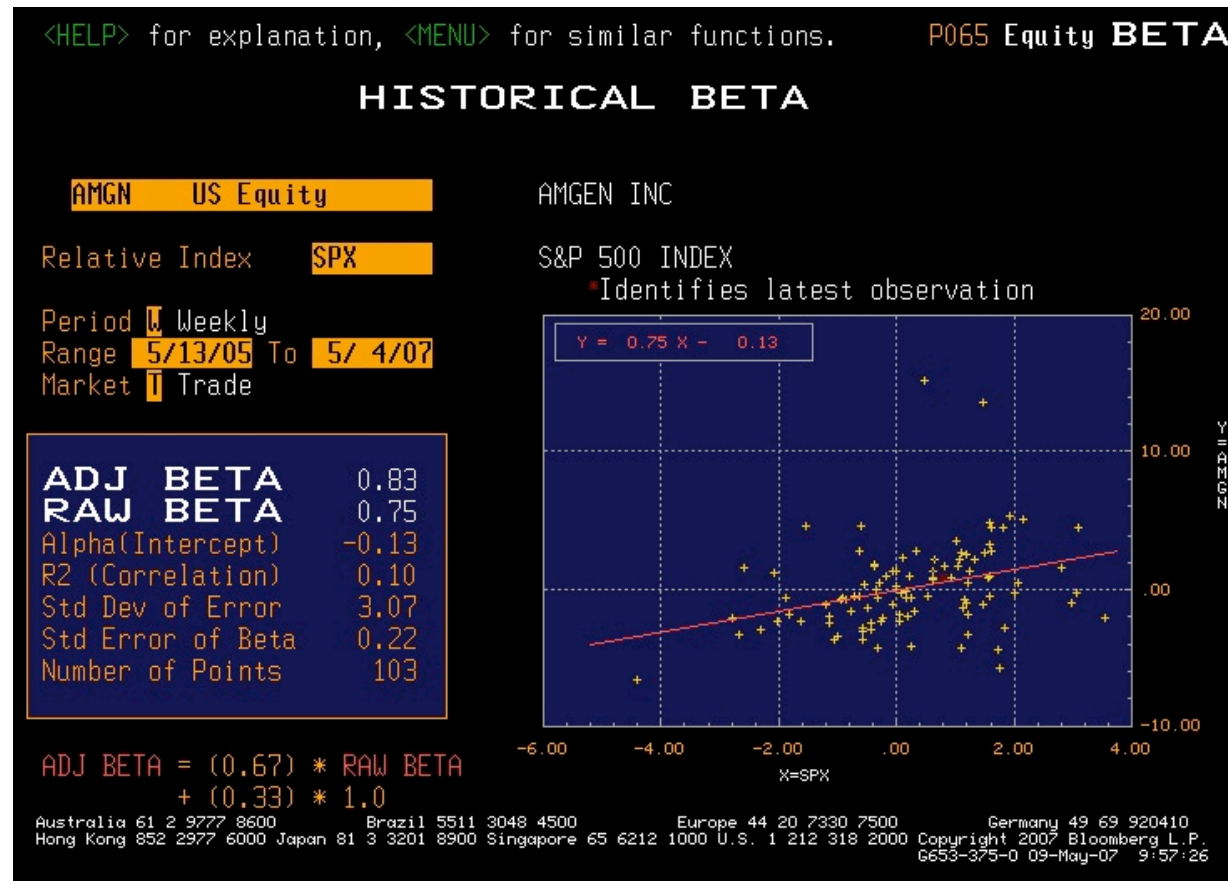 <HELP> for explanation, <MENU> for similar functions. P065 Equity BETA
HISTORICAL BETA
AMGN US Equity AMGEN INC
Relative Index SPX S&P 500 INDEX
*Identifies latest observation
Period W Weekly
Range 5/13/05 To 5/ 4/07
Market T Trade
Y = 0.75 X - 0.13
20.00
10.00
.00
-10.00
Y=AMGN
ADJ BETA 0.83
RAW BETA 0.75
Alpha(Intercept) -0.13
R2 (Correlation) 0.10
Std Dev of Error 3.07
Std Error of Beta 0.22
Number of Points 103
-6.00 -4.00 -2.00 .00 2.00 4.00
X=SPX
ADJ BETA = (0.67) * RAW BETA
+ (0.33) * 1.0
Australia 61 2 9777 8600 Brazil 5511 3048 4500 Europe 44 20 7330 7500 Germany 49 69 920410
Hong Kong 852 2977 6000 Japan 81 3 3201 8900 Singapore 65 6212 1000 U.S. 1 212 318 2000 Copyright 2007 Bloomberg L.P.
G653-375-0 09-May-07 9:57:26